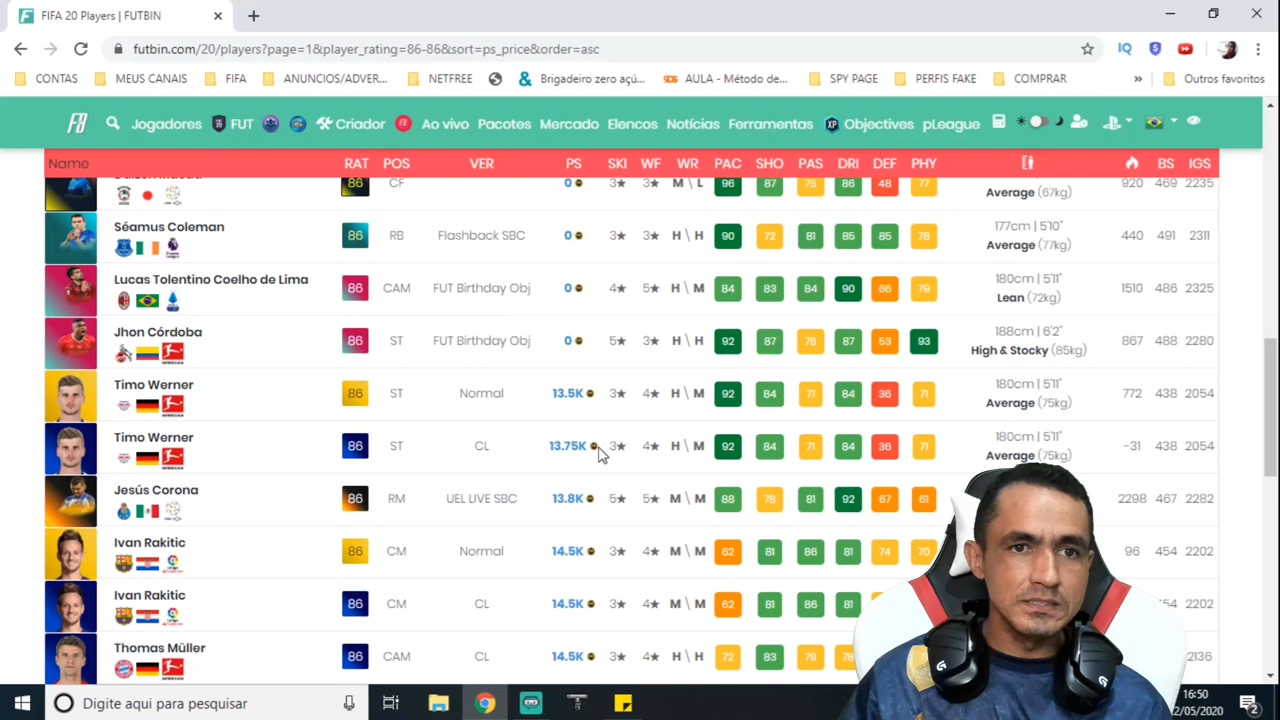 FIFA 20 Players | FUTBIN
futbin.com/20/players?page=1&player_rating=86-86&sort=ps_price&order=asc
CONTAS MEUS CANAIS FIFA ANUNCIOS/ADVER... NETFREE Brigadeiro zero açú... AULA - Método de... SPY PAGE PERFIS FAKE COMPRAR » Outros favoritos
Jogadores FUT Criador Ao vivo Pacotes Mercado Elencos Notícias Ferramentas XP Objectives pLeague
Name RAT POS VER PS SKI WF WR PAC SHO PAS DRI DEF PHY BS IGS
86 CF 0 3★ 3★ M \ L 96 87 75 86 48 77 Average (67kg) 920 469 2235
Séamus Coleman 86 RB Flashback SBC 0 3★ 3★ H \ H 90 72 81 85 85 78 177cm | 5'10" Average (77kg) 440 491 2311
Lucas Tolentino Coelho de Lima 86 CAM FUT Birthday Obj 0 4★ 5★ H \ M 84 83 84 90 66 79 180cm | 5'11" Lean (72kg) 1510 486 2325
Jhon Córdoba 86 ST FUT Birthday Obj 0 5★ 3★ H \ H 92 87 76 87 53 93 188cm | 6'2" High & Stocky (85kg) 867 488 2280
Timo Werner 86 ST Normal 13.5K 3★ 4★ H \ M 92 84 71 84 36 71 180cm | 5'11" Average (75kg) 772 438 2054
Timo Werner 86 ST CL 13.75K 3★ 4★ H \ M 92 84 71 84 36 71 180cm | 5'11" Average (75kg) -31 438 2054
Jesús Corona 86 RM UEL LIVE SBC 13.8K 5★ 5★ M \ M 88 78 81 92 67 61 2298 467 2282
Ivan Rakitic 86 CM Normal 14.5K 3★ 4★ M \ M 62 81 86 81 74 70 96 454 2202
Ivan Rakitic 86 CM CL 14.5K 3★ 4★ M \ M 62 81 86 81 2202
Thomas Müller 86 CAM CL 14.5K 3★ 4★ H \ H 72 83 79 2136
Digite aqui para pesquisar
16:50
2/05/2020
2